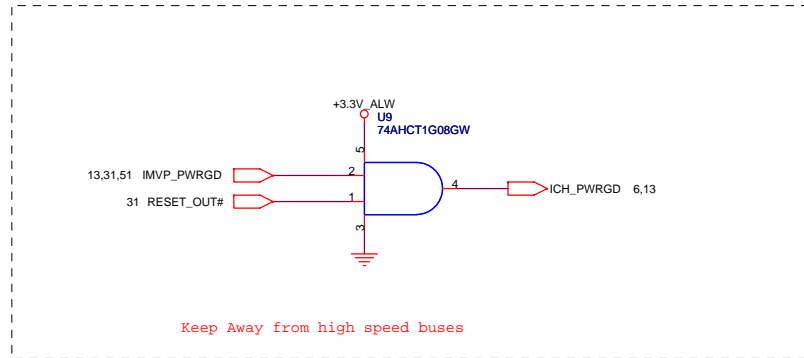 +3.3V_ALW
U9
74AHCT1G08GW
5
13,31,51 IMVP_PWRGD 2
4 ICH_PWRGD 6,13
31 RESET_OUT# 1
3
Keep Away from high speed buses